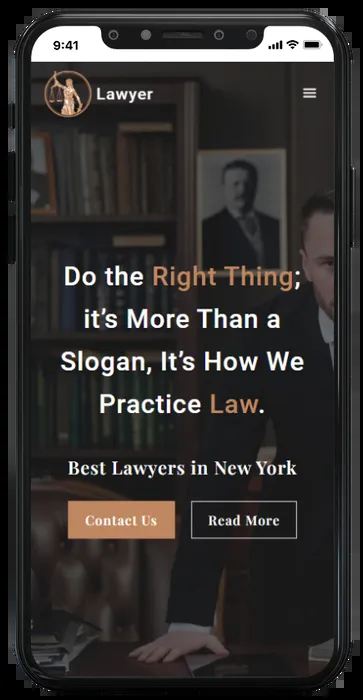 9:41
Lawyer
Do the Right Thing;
it’s More Than a
Slogan, It’s How We
Practice Law.
Best Lawyers in New York
Contact Us
Read More